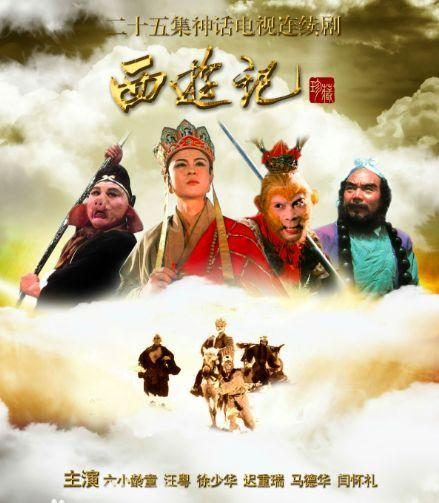 二十五集神话电视连续剧
西遊記
珍藏
主演 六小龄童 汪粤 徐少华 迟重瑞 马德华 闫怀礼